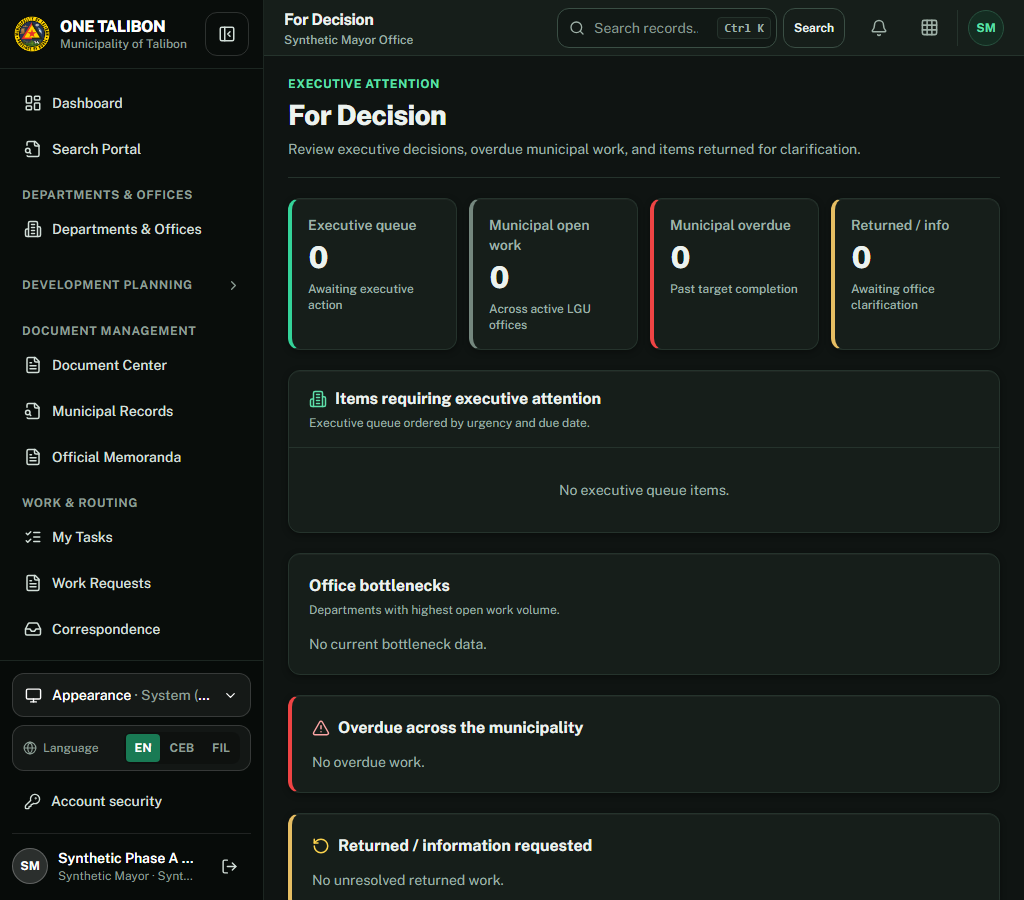 ONE TALIBON
Municipality of Talibon
Dashboard
Search Portal
DEPARTMENTS & OFFICES
Departments & Offices
DEVELOPMENT PLANNING
DOCUMENT MANAGEMENT
Document Center
Municipal Records
Official Memoranda
WORK & ROUTING
My Tasks
Work Requests
Correspondence
Appearance · System (...
Language EN CEB FIL
Account security
SM
Synthetic Phase A ...
Synthetic Mayor · Synt...
For Decision
Synthetic Mayor Office
Search records.. Ctrl K
Search
SM
EXECUTIVE ATTENTION
For Decision
Review executive decisions, overdue municipal work, and items returned for clarification.
Executive queue
0
Awaiting executive
action
Municipal open
work
0
Across active LGU
offices
Municipal overdue
0
Past target completion
Returned / info
0
Awaiting office
clarification
Items requiring executive attention
Executive queue ordered by urgency and due date.
No executive queue items.
Office bottlenecks
Departments with highest open work volume.
No current bottleneck data.
Overdue across the municipality
No overdue work.
Returned / information requested
No unresolved returned work.